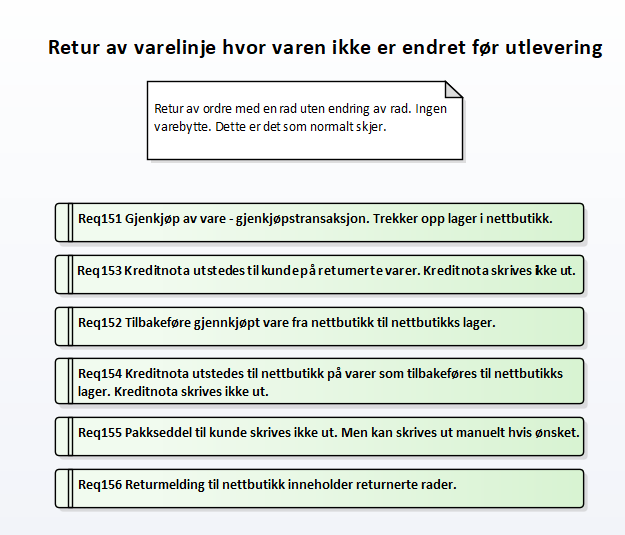 Retur av varelinje hvor varen ikke er endret før utlevering
Retur av ordre med en rad uten endring av rad. Ingen
varebytte. Dette er det som normalt skjer.
Req151 Gjenkjøp av vare - gjenkjøpstransaksjon. Trekker opp lager i nettbutikk.
Req153 Kreditnota utstedes til kunde på returnerte varer. Kreditnota skrives ikke ut.
Req152 Tilbakeføre gjennkjøpt vare fra nettbutikk til nettbutikks lager.
Req154 Kreditnota utstedes til nettbutikk på varer som tilbakeføres til nettbutikks
lager. Kreditnota skrives ikke ut.
Req155 Pakkseddel til kunde skrives ikke ut. Men kan skrives ut manuelt hvis ønsket.
Req156 Returmelding til nettbutikk inneholder returnerte rader.